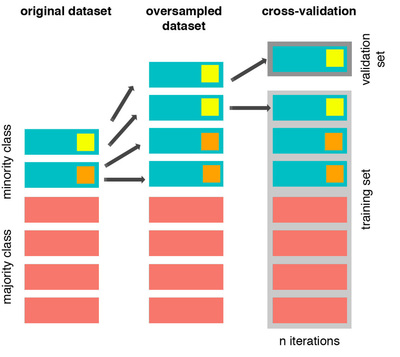 original dataset
oversampled
dataset
cross-validation
minority class
majority class
validation
set
training set
n iterations